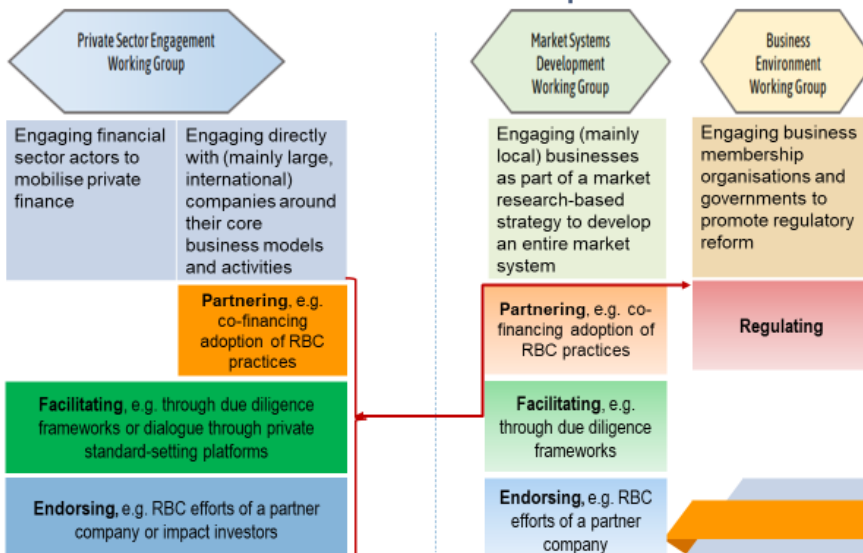 Private Sector Engagement
Working Group
Market Systems
Development
Working Group
Business
Environment
Working Group
Engaging financial
sector actors to
mobilise private
finance
Engaging directly
with (mainly large,
international)
companies around
their core
business models
and activities
Engaging (mainly
local) businesses
as part of a market
research-based
strategy to develop
an entire market
system
Engaging business
membership
organisations and
governments to
promote regulatory
reform
Partnering, e.g.
co-financing
adoption of RBC
practices
Partnering, e.g. co-
financing adoption of
RBC practices
Regulating
Facilitating, e.g. through due diligence
frameworks or dialogue through private
standard-setting platforms
Facilitating, e.g.
through due diligence
frameworks
Endorsing, e.g. RBC efforts of a partner
company or impact investors
Endorsing, e.g. RBC
efforts of a partner
company